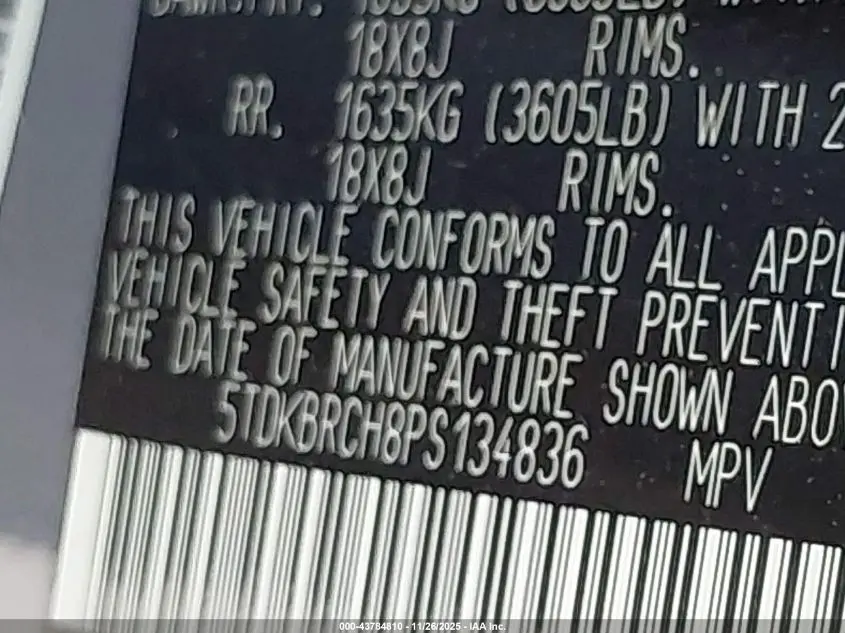 18X8J RIMS.
RR. 1635KG (3605LB) WITH 2
18X8J RIMS.
THIS VEHICLE CONFORMS TO ALL APPL
VEHICLE SAFETY AND THEFT PREVENTI
THE DATE OF MANUFACTURE SHOWN ABO
5TDKBRCH8PS134836 MPV
000-43784810 - 11/26/2025 - IAA Inc.